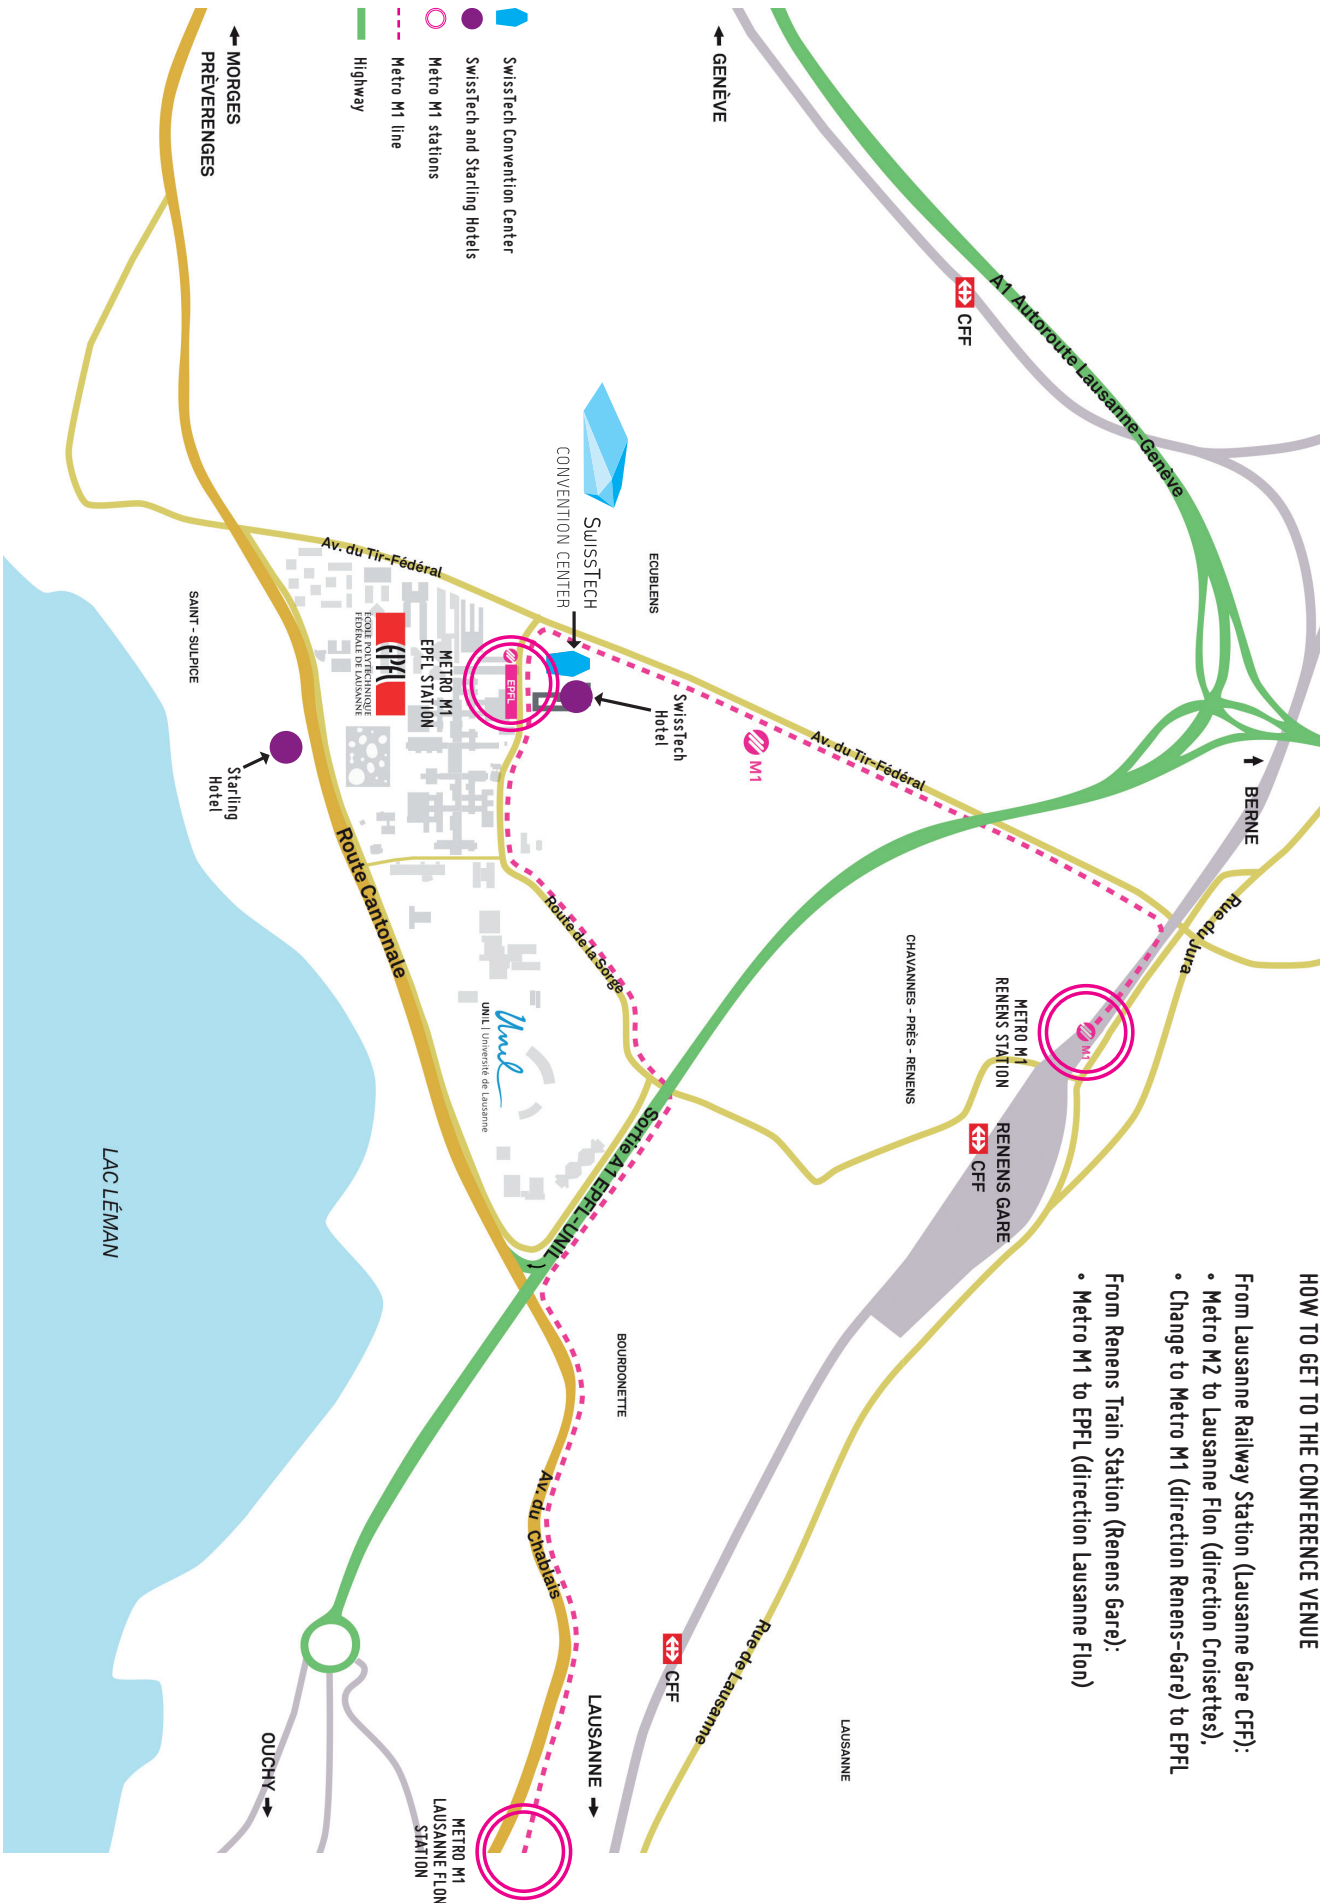 HOW TO GET TO THE CONFERENCE VENUE
From Lausanne Railway Station (Lausanne Gare CFF):
• Metro M2 to Lausanne Flon (direction Croisettes),
• Change to Metro M1 (direction Renens-Gare) to EPFL
From Renens Train Station (Renens Gare):
• Metro M1 to EPFL (direction Lausanne Flon)
BERNE
Rue du Jura
A1 Autoroute Lausanne-Genève
CFF
GENÈVE
METRO M1
RENENS STATION
M1
RENENS GARE
CFF
CHAVANNES - PRÈS - RENENS
Av. du Tir-Fédéral
M1
LAUSANNE
Rue de Lausanne
CFF
LAUSANNE
ECUBLENS
SwissTech
Hotel
SWISSTECH
CONVENTION CENTER
Route de la Sorge
Sortie A1 EPFL-UNIL
BOURDONETTE
Av. du Chablais
EPFL
METRO M1
EPFL STATION
Av. du Tir-Fédéral
EPFL
ÉCOLE POLYTECHNIQUE
FÉDÉRALE DE LAUSANNE
Unil
UNIL | Université de Lausanne
Route Cantonale
METRO M1
LAUSANNE FLON
STATION
SwissTech Convention Center
SwissTech and Starling Hotels
Metro M1 stations
Metro M1 line
Highway
MORGES
PRÈVERENGES
SAINT - SULPICE
Starling
Hotel
OUCHY
LAC LÉMAN